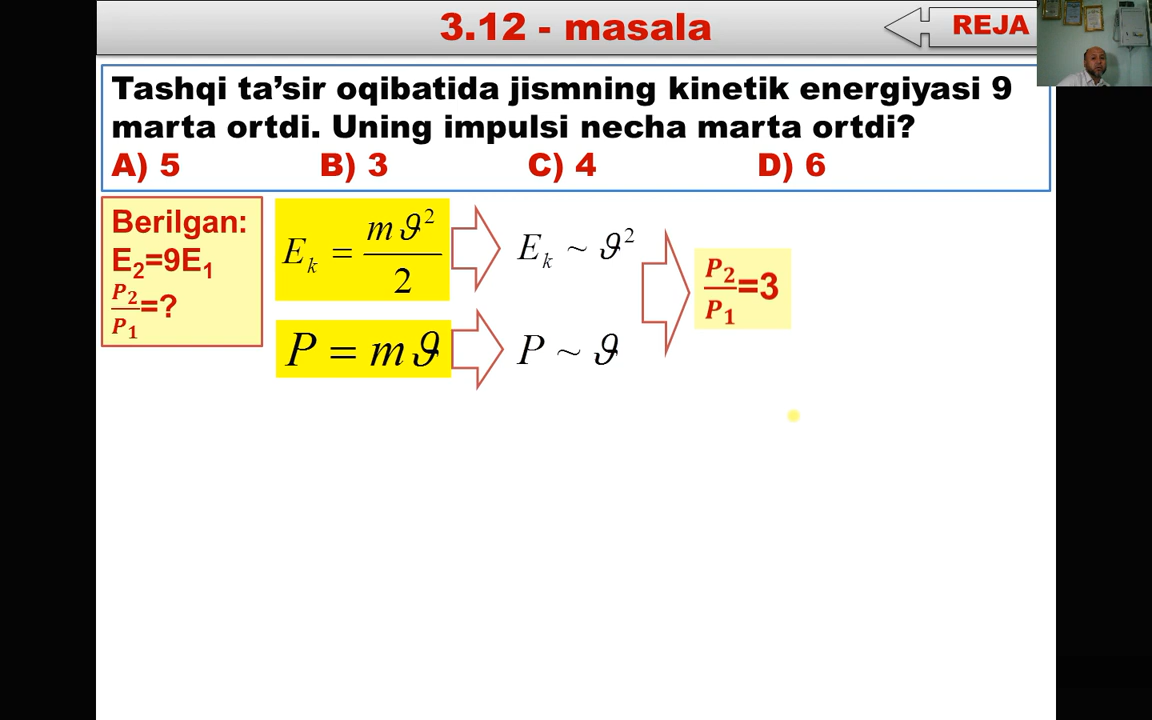 3.12 - masala
REJA
Tashqi ta’sir oqibatida jismning kinetik energiyasi 9
marta ortdi. Uning impulsi necha marta ortdi?
A) 5 B) 3 C) 4 D) 6
Berilgan:
E₂=9E₁
P₂/P₁=?
Eₖ = mϑ²/2
Eₖ ~ ϑ²
P = mϑ
P ~ ϑ
P₂/P₁=3